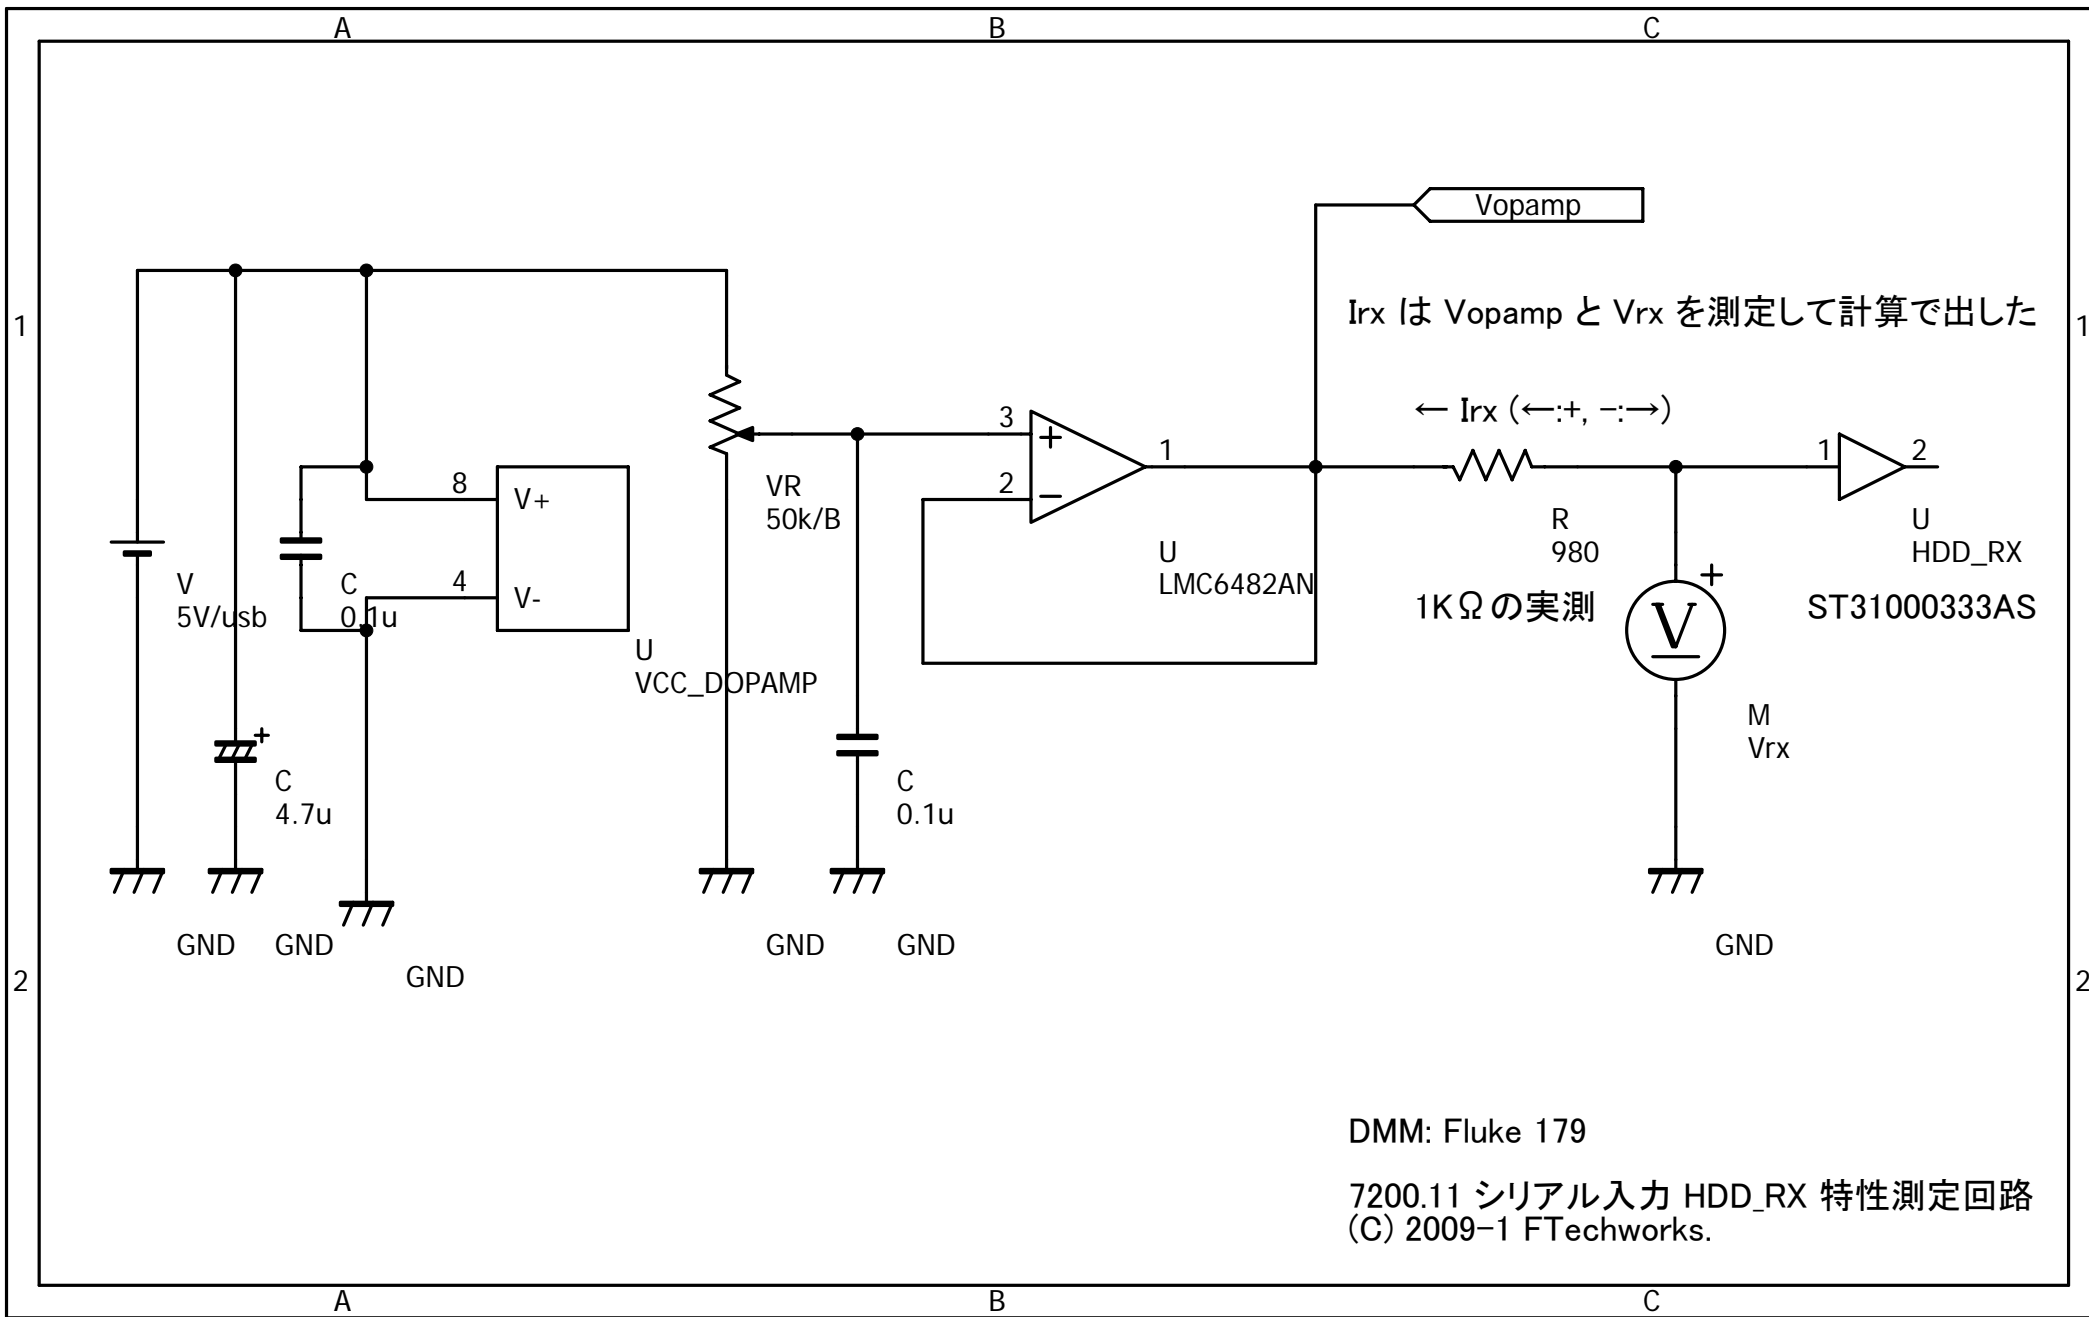 A
B
C
Vopamp
1
Irx は Vopamp と Vrx を測定して計算で出した
1
← Irx (←:+, −:→)
3
+
1
1
2
8
V+
VR
50k/B
2
−
R
980
U
HDD_RX
U
LMC6482AN
V
5V/usb
C
0.1u
4
V-
+
V
1KΩの実測
ST31000333AS
U
VCC_DOPAMP
M
Vrx
+
C
4.7u
C
0.1u
GND
GND
GND
GND
GND
GND
2
2
DMM: Fluke 179
7200.11 シリアル入力 HDD_RX 特性測定回路
(C) 2009-1 FTechworks.
A
B
C